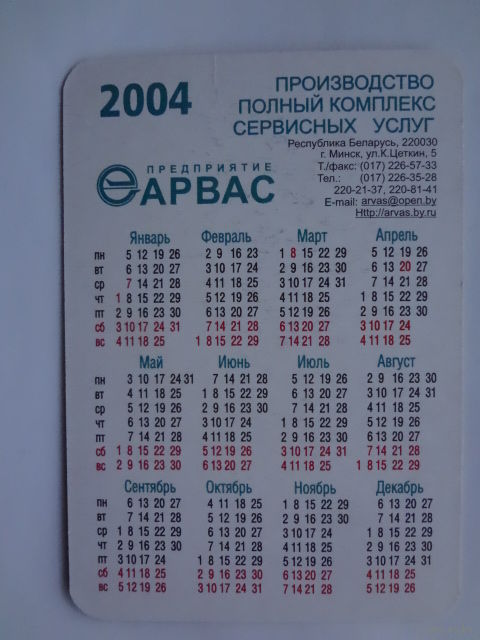 2004
ПРОИЗВОДСТВО
ПОЛНЫЙ КОМПЛЕКС
СЕРВИСНЫХ УСЛУГ
Республика Беларусь, 220030
г. Минск, ул.К.Цеткин, 5
Т./факс: (017) 226-57-33
Тел.: (017) 226-35-28
220-21-37, 220-81-41
E-mail: arvas@open.by
Http://arvas.by.ru
ПРЕДПРИЯТИЕ
АРВАС
Январь Февраль Март Апрель
пн 5 12 19 26 2 9 16 23 1 8 15 22 29 5 12 19 26
вт 6 13 20 27 3 10 17 24 2 9 16 23 30 6 13 20 27
ср 7 14 21 28 4 11 18 25 3 10 17 24 31 7 14 21 28
чт 1 8 15 22 29 5 12 19 26 4 11 18 25 1 8 15 22 29
пт 2 9 16 23 30 6 13 20 27 5 12 19 26 2 9 16 23 30
сб 3 10 17 24 31 7 14 21 28 6 13 20 27 3 10 17 24
вс 4 11 18 25 1 8 15 22 29 7 14 21 28 4 11 18 25
Май Июнь Июль Август
пн 3 10 17 24 31 7 14 21 28 5 12 19 26 2 9 16 23 30
вт 4 11 18 25 1 8 15 22 29 6 13 20 27 3 10 17 24 31
ср 5 12 19 26 2 9 16 23 30 7 14 21 28 4 11 18 25
чт 6 13 20 27 3 10 17 24 1 8 15 22 29 5 12 19 26
пт 7 14 21 28 4 11 18 25 2 9 16 23 30 6 13 20 27
сб 1 8 15 22 29 5 12 19 26 3 10 17 24 31 7 14 21 28
вс 2 9 16 23 30 6 13 20 27 4 11 18 25 1 8 15 22 29
Сентябрь Октябрь Ноябрь Декабрь
пн 6 13 20 27 4 11 18 25 1 8 15 22 29 6 13 20 27
вт 7 14 21 28 5 12 19 26 2 9 16 23 30 7 14 21 28
ср 1 8 15 22 29 6 13 20 27 3 10 17 24 1 8 15 22 29
чт 2 9 16 23 30 7 14 21 28 4 11 18 25 2 9 16 23 30
пт 3 10 17 24 1 8 15 22 29 5 12 19 26 3 10 17 24 31
сб 4 11 18 25 2 9 16 23 30 6 13 20 27 4 11 18 25
вс 5 12 19 26 3 10 17 24 31 7 14 21 28 5 12 19 26